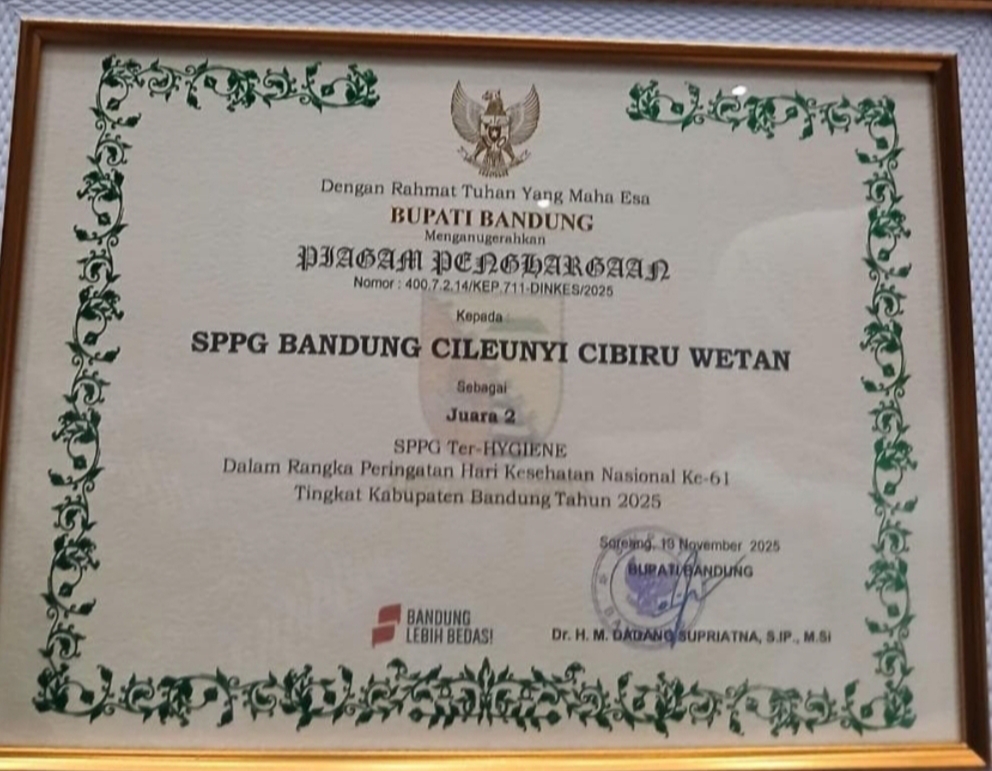 Dengan Rahmat Tuhan Yang Maha Esa
BUPATI BANDUNG
Menganugerahkan
PIAGAM PENGHARGAAN
Nomor : 400.7.2.14/KEP.711-DINKES/2025
Kepada :
SPPG BANDUNG CILEUNYI CIBIRU WETAN
Sebagai
Juara 2
SPPG Ter-HYGIENE
Dalam Rangka Peringatan Hari Kesehatan Nasional Ke-61
Tingkat Kabupaten Bandung Tahun 2025
Soreang, November 2025
BUPATI BANDUNG
Dr. H. M. DADANG SUPRIATNA, S.IP., M.Si
BANDUNG
LEBIH BEDAS!